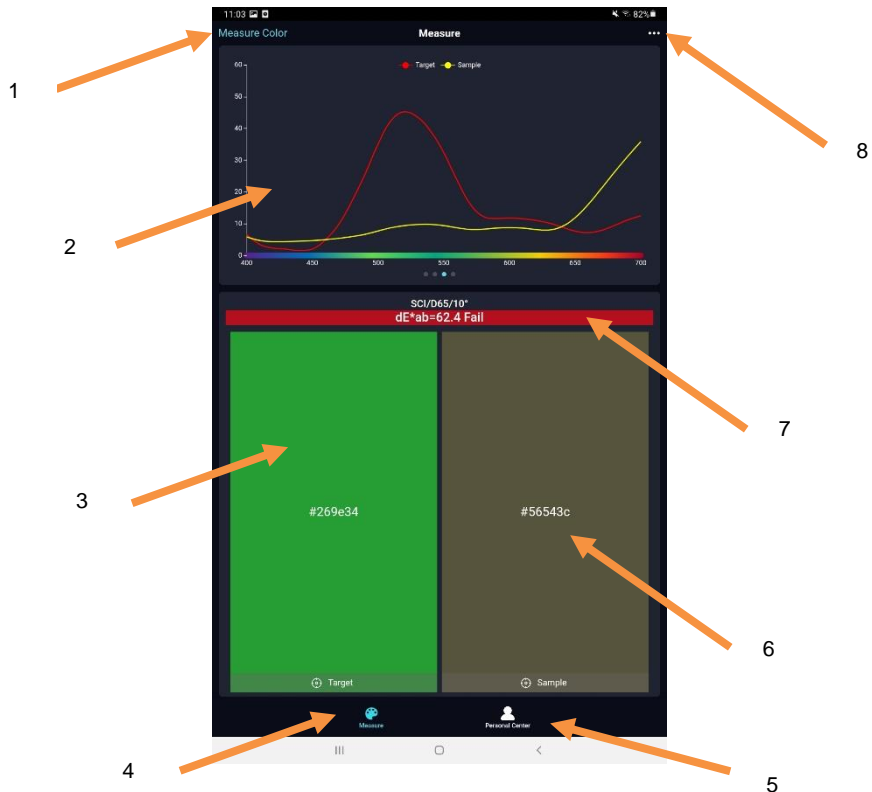 11:03 82%
Measure Color Measure
1
60
Target Sample
50
8
40
30
20
2
10
0
400 450 500 550 600 650 700
SCI/D65/10°
dE*ab=62.4 Fail
7
3
#269e34 #56543c
6
Target Sample
Measure Personal Center
4
5